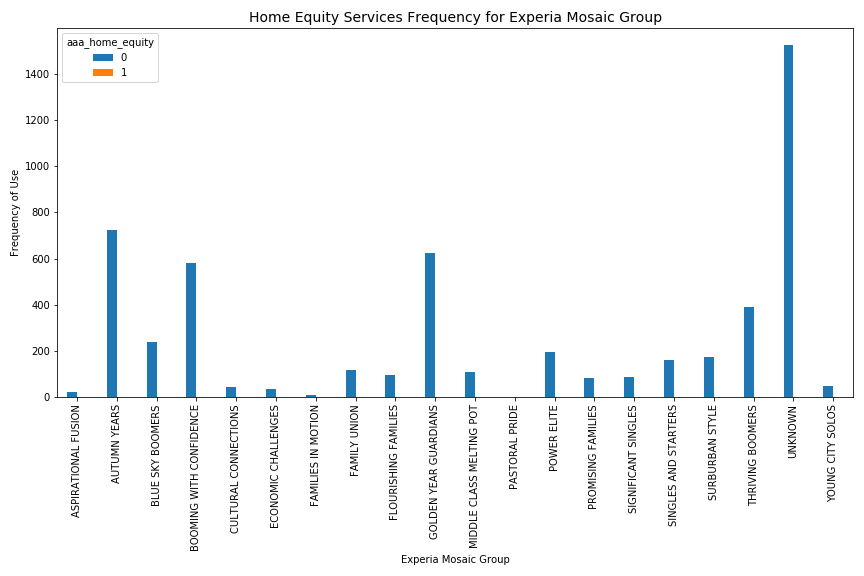 Home Equity Services Frequency for Experia Mosaic Group
aaa_home_equity
0
1
Frequency of Use
1400
1200
1000
800
600
400
200
0
ASPIRATIONAL FUSION
AUTUMN YEARS
BLUE SKY BOOMERS
BOOMING WITH CONFIDENCE
CULTURAL CONNECTIONS
ECONOMIC CHALLENGES
FAMILIES IN MOTION
FAMILY UNION
FLOURISHING FAMILIES
GOLDEN YEAR GUARDIANS
MIDDLE CLASS MELTING POT
PASTORAL PRIDE
POWER ELITE
PROMISING FAMILIES
SIGNIFICANT SINGLES
SINGLES AND STARTERS
SURBURBAN STYLE
THRIVING BOOMERS
UNKNOWN
YOUNG CITY SOLOS
Experia Mosaic Group